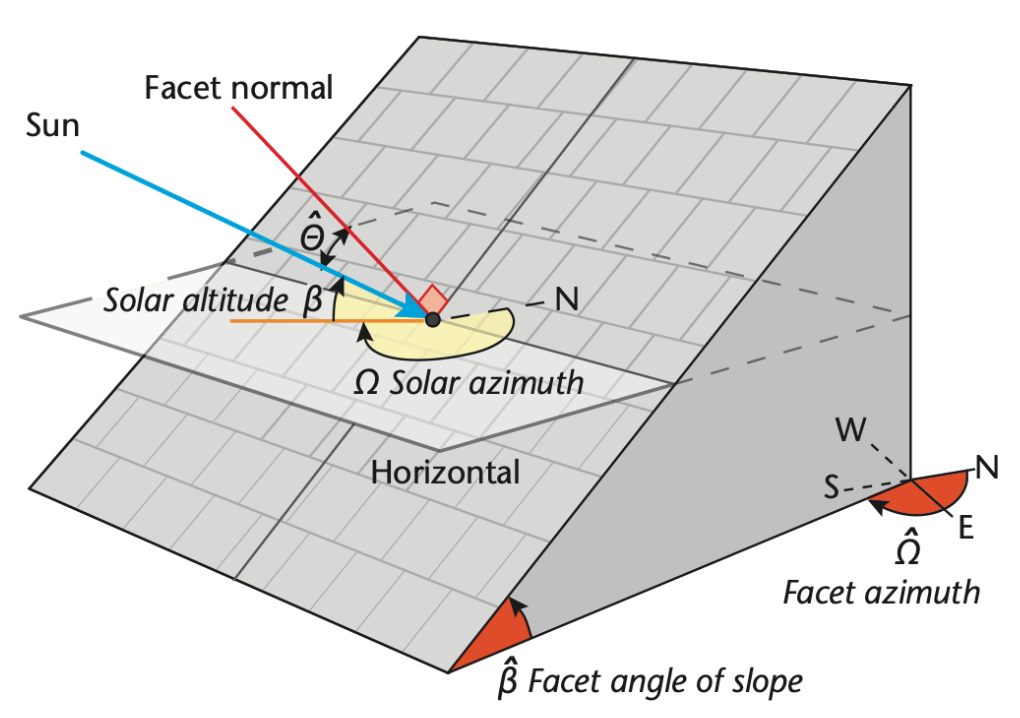 Facet normal
Sun
Θ̂
Solar altitude β
N
Ω Solar azimuth
Horizontal
W
N
S
E
Ω̂
Facet azimuth
β̂ Facet angle of slope